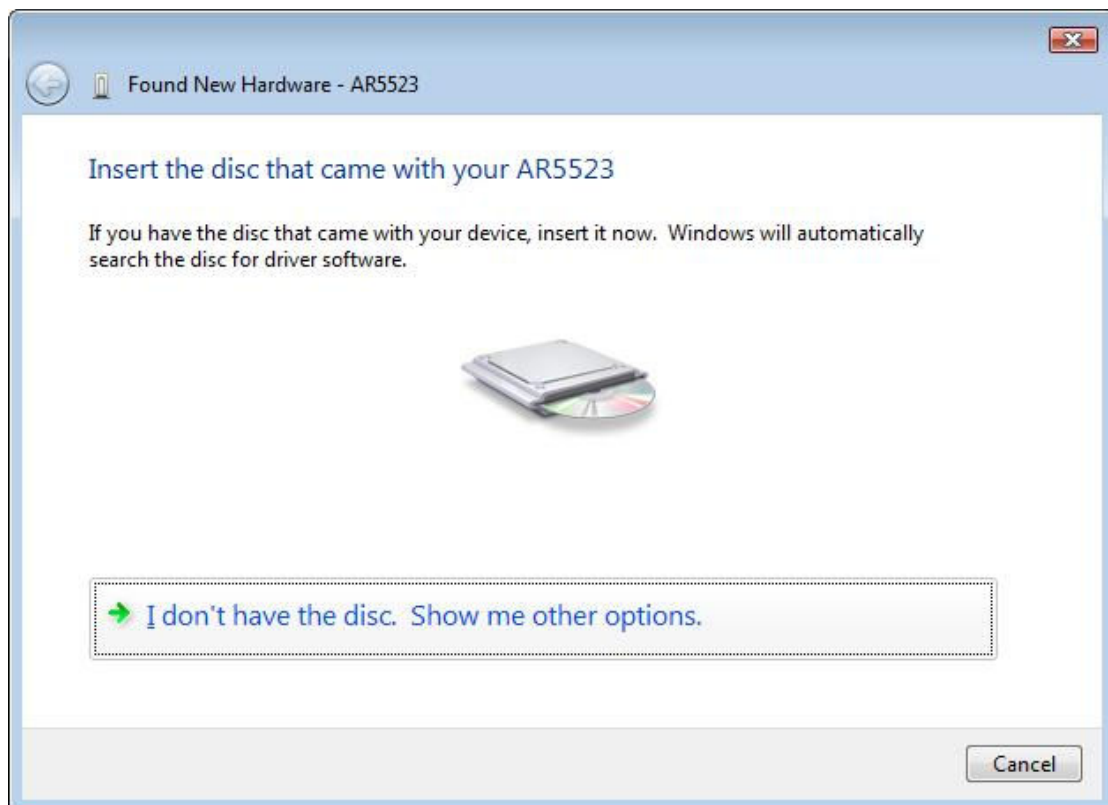 Found New Hardware - AR5523
Insert the disc that came with your AR5523
If you have the disc that came with your device, insert it now.  Windows will automatically
search the disc for driver software.
I don't have the disc.  Show me other options.
Cancel